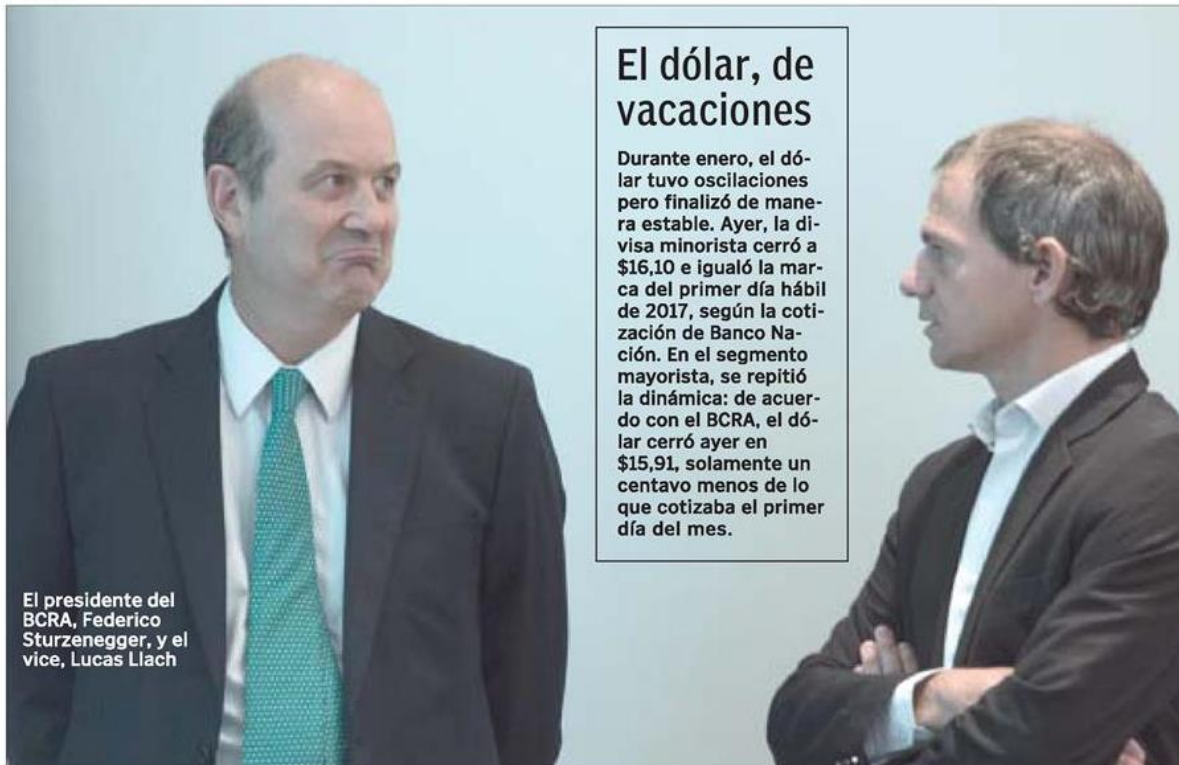 El dólar, de
vacaciones
Durante enero, el dó-
lar tuvo oscilaciones
pero finalizó de mane-
ra estable. Ayer, la di-
visa minorista cerró a
$16,10 e igualó la mar-
ca del primer día hábil
de 2017, según la coti-
zación de Banco Na-
ción. En el segmento
mayorista, se repitió
la dinámica: de acuer-
do con el BCRA, el dó-
lar cerró ayer en
$15,91, solamente un
centavo menos de lo
que cotizaba el primer
día del mes.
El presidente del
BCRA, Federico
Sturzenegger, y el
vice, Lucas Llach